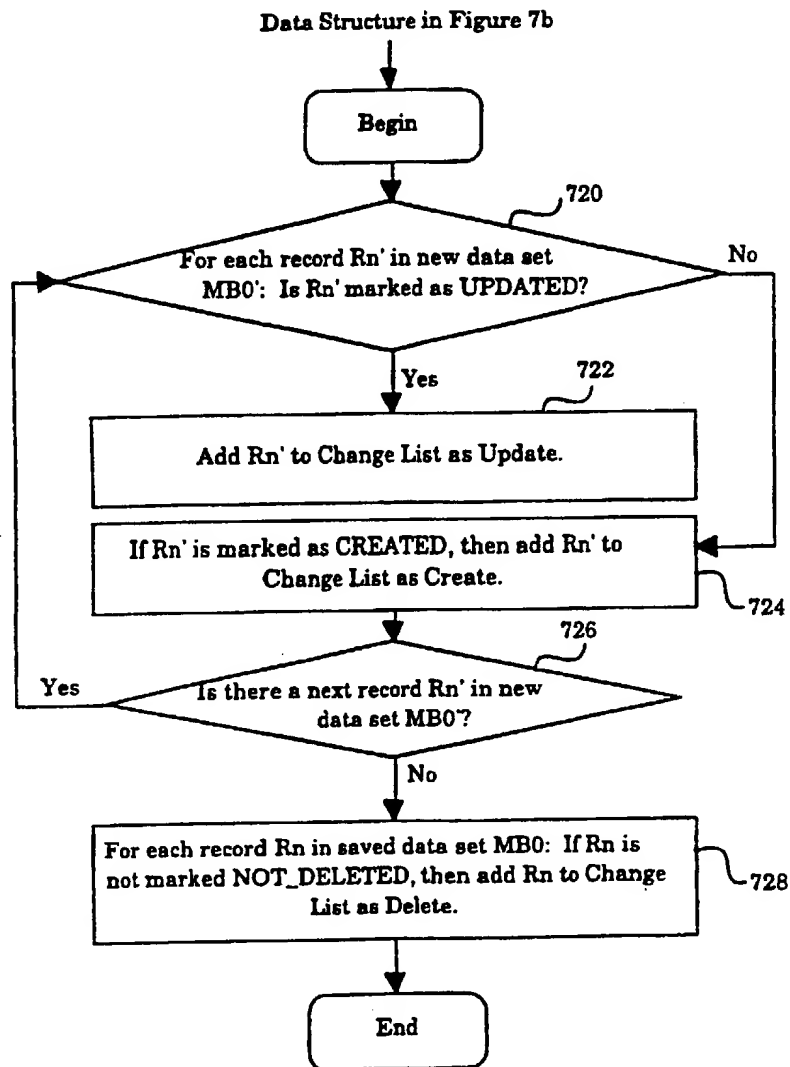 Data Structure in Figure 7b
Begin
720
For each record Rn' in new data set
MB0': Is Rn' marked as UPDATED?
No
Yes
722
Add Rn' to Change List as Update.
If Rn' is marked as CREATED, then add Rn' to
Change List as Create.
724
726
Yes
Is there a next record Rn' in new
data set MB0'?
No
For each record Rn in saved data set MB0: If Rn is
not marked NOT_DELETED, then add Rn to Change
List as Delete.
728
End